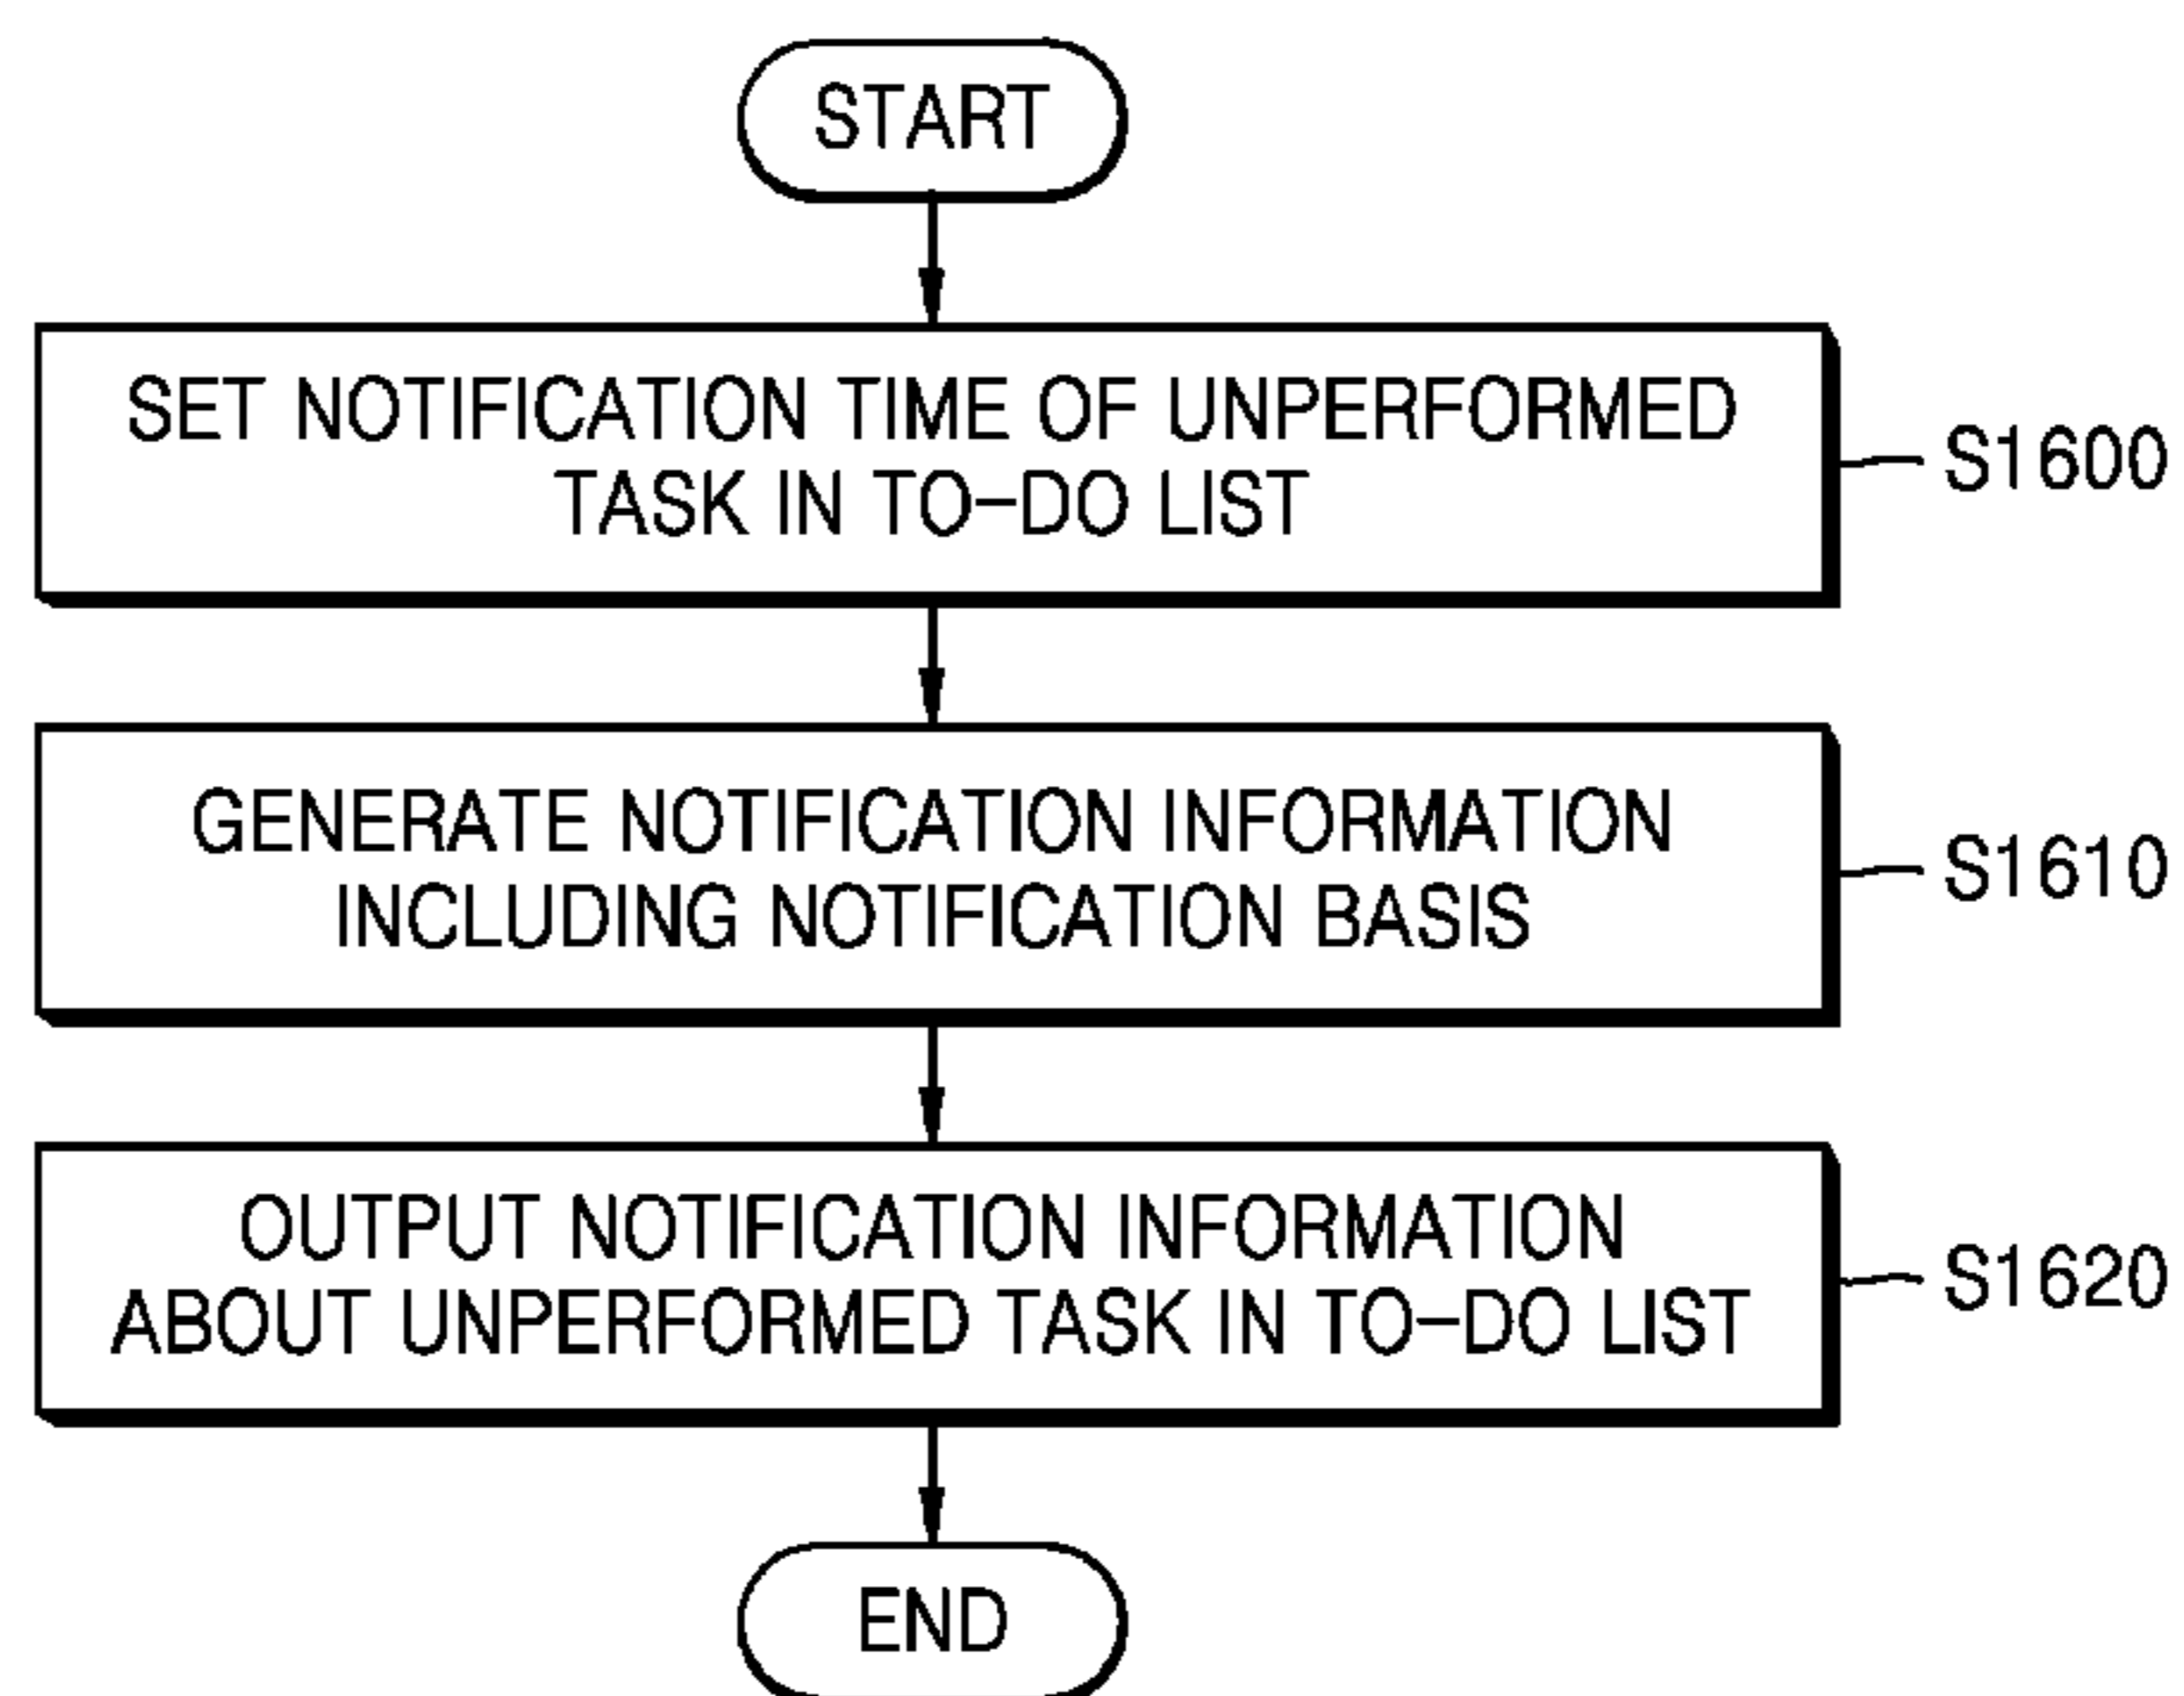 START
SET NOTIFICATION TIME OF UNPERFORMED
TASK IN TO-DO LIST
S1600
GENERATE NOTIFICATION INFORMATION
INCLUDING NOTIFICATION BASIS
S1610
OUTPUT NOTIFICATION INFORMATION
ABOUT UNPERFORMED TASK IN TO-DO LIST
S1620
END